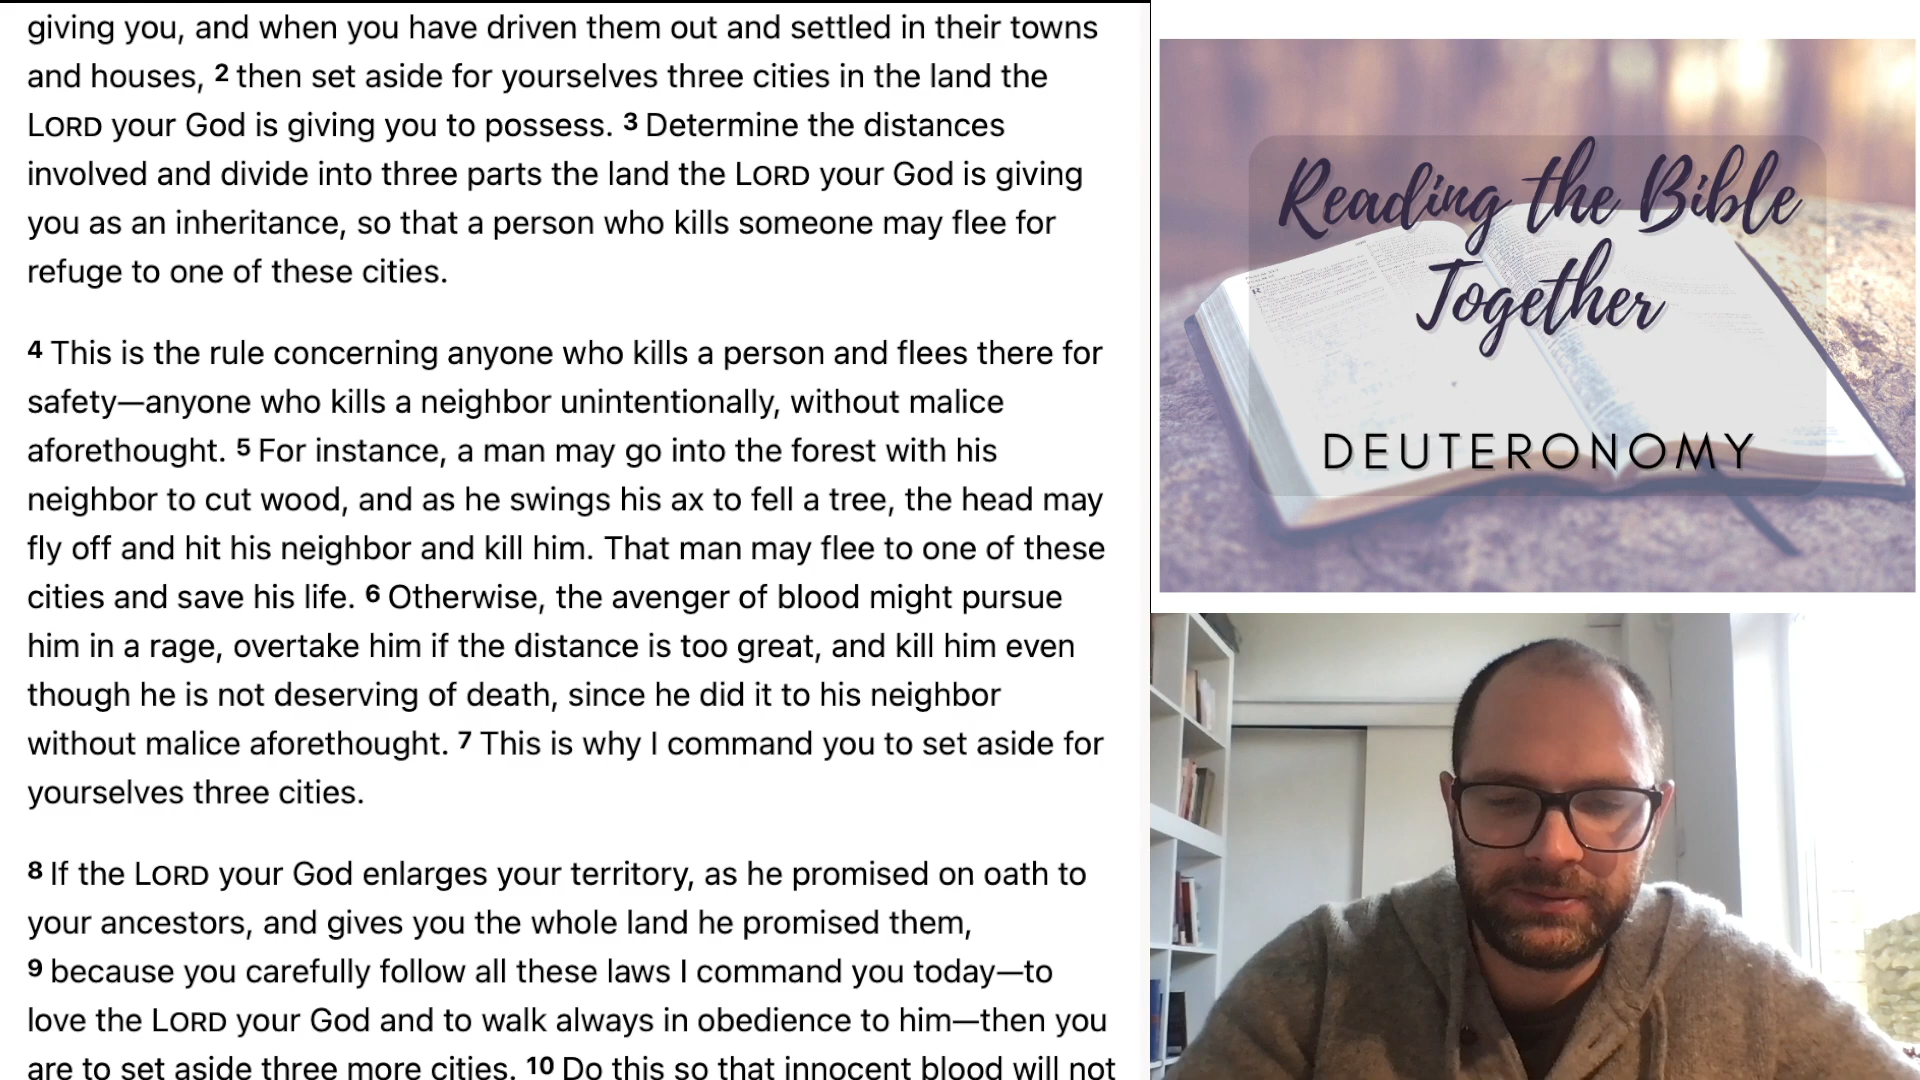 giving you, and when you have driven them out and settled in their towns
and houses, 2 then set aside for yourselves three cities in the land the
LORD your God is giving you to possess. 3 Determine the distances
involved and divide into three parts the land the LORD your God is giving
you as an inheritance, so that a person who kills someone may flee for
refuge to one of these cities.
4 This is the rule concerning anyone who kills a person and flees there for
safety—anyone who kills a neighbor unintentionally, without malice
aforethought. 5 For instance, a man may go into the forest with his
neighbor to cut wood, and as he swings his ax to fell a tree, the head may
fly off and hit his neighbor and kill him. That man may flee to one of these
cities and save his life. 6 Otherwise, the avenger of blood might pursue
him in a rage, overtake him if the distance is too great, and kill him even
though he is not deserving of death, since he did it to his neighbor
without malice aforethought. 7 This is why I command you to set aside for
yourselves three cities.
8 If the LORD your God enlarges your territory, as he promised on oath to
your ancestors, and gives you the whole land he promised them,
9 because you carefully follow all these laws I command you today—to
love the LORD your God and to walk always in obedience to him—then you
are to set aside three more cities. 10 Do this so that innocent blood will not
Reading the Bible
Together
DEUTERONOMY